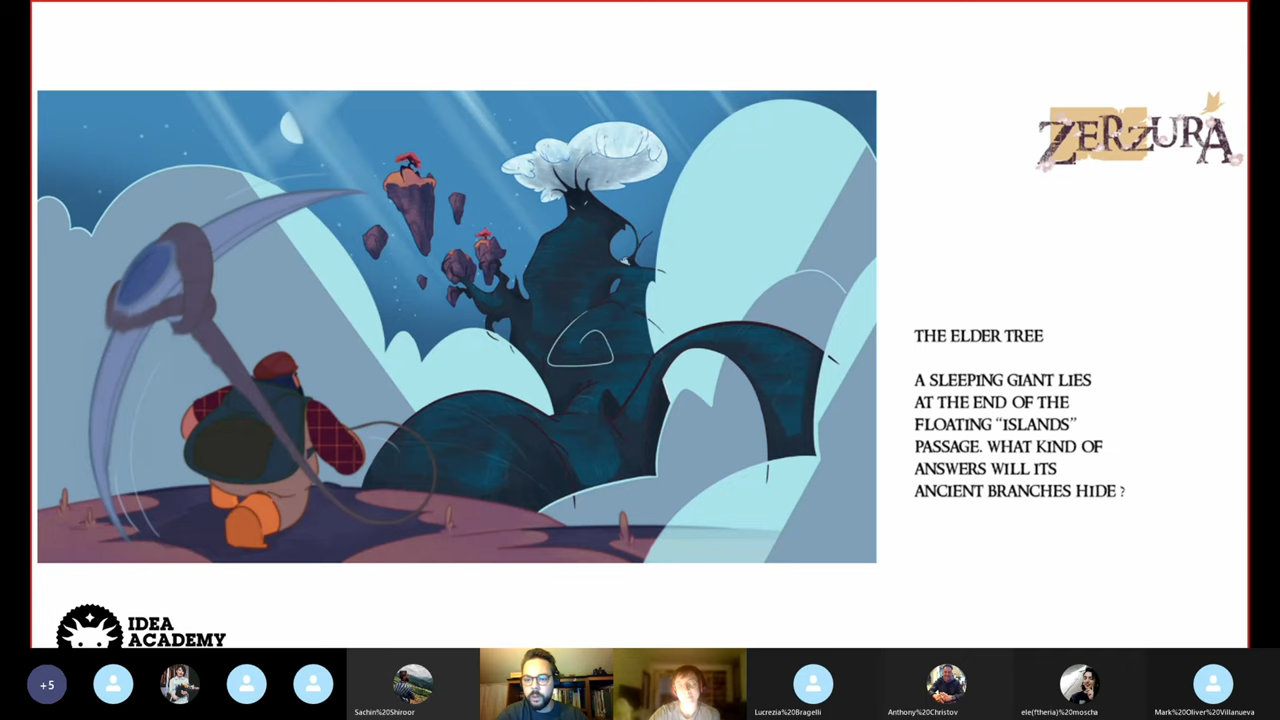 ZERZURA
THE ELDER TREE
A SLEEPING GIANT LIES
AT THE END OF THE
FLOATING "ISLANDS"
PASSAGE. WHAT KIND OF
ANSWERS WILL ITS
ANCIENT BRANCHES HIDE ?
IDEA
ACADEMY
+5
Sachin%20Shiroor
Lucrezia%20Bragelli
Anthony%20Christov
ele(ftheria)%20moscha
Mark%20Oliver%20Villanueva